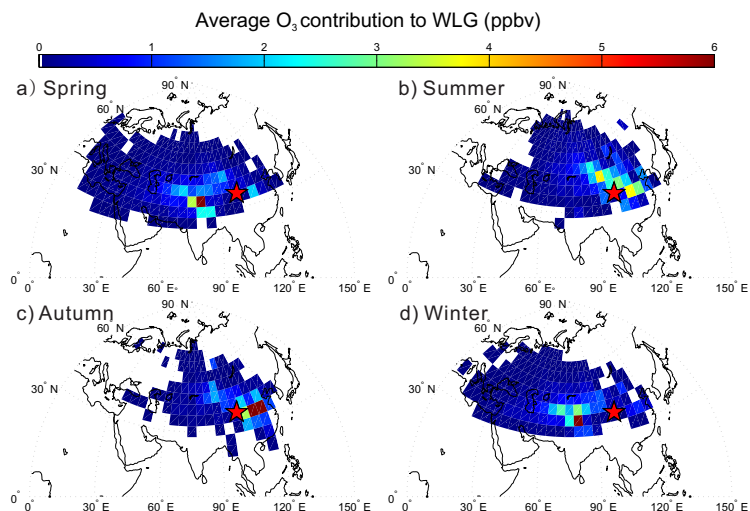 Average O₃ contribution to WLG (ppbv)
0 1 2 3 4 5 6
a) Spring
90° N
60° N
30° N
0°
30° E 60° E 90° E 120° E 150° E
b) Summer
90° N
60° N
30° N
0°
30° E 60° E 90° E 120° E 150° E
c) Autumn
90° N
60° N
30° N
0°
30° E 60° E 90° E 120° E 150° E
d) Winter
90° N
60° N
30° N
0°
30° E 60° E 90° E 120° E 150° E